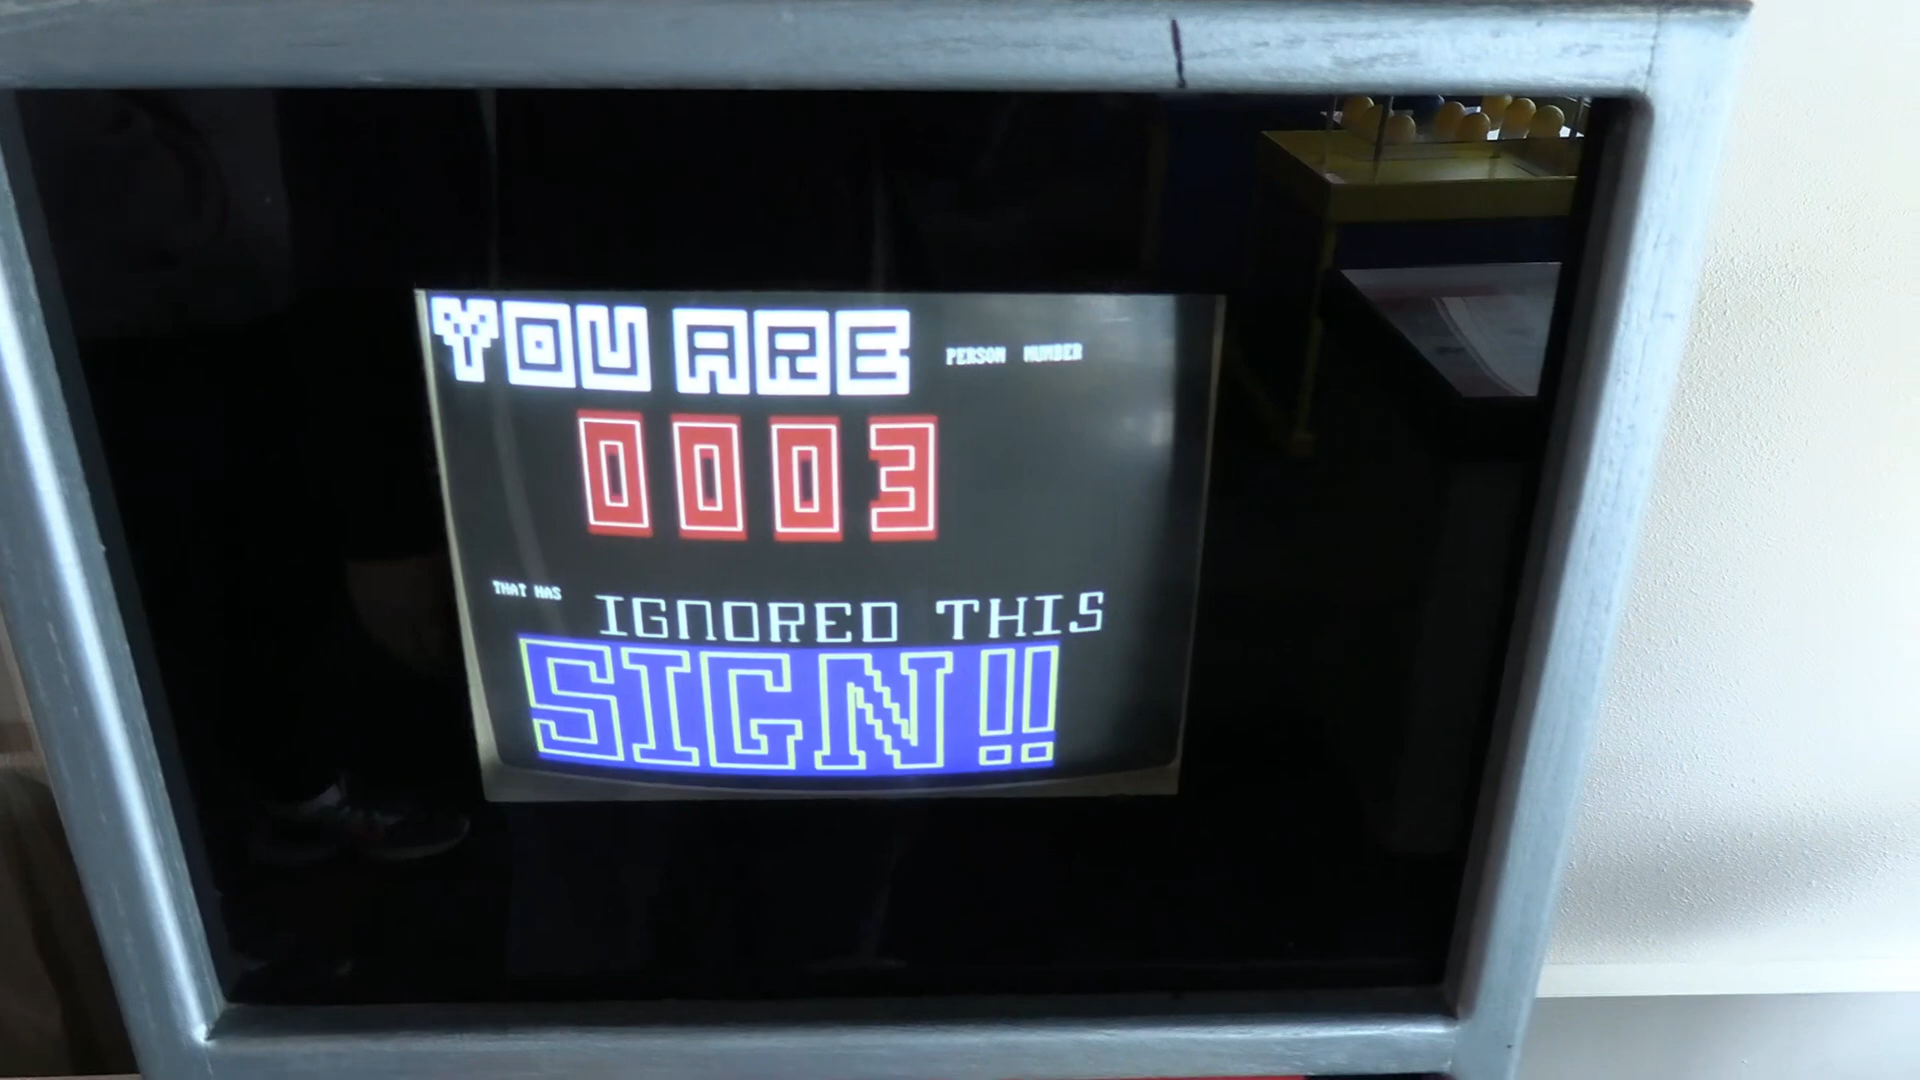 YOU ARE PERSON NUMBER
0003
THAT HAS IGNORED THIS
SIGN!!